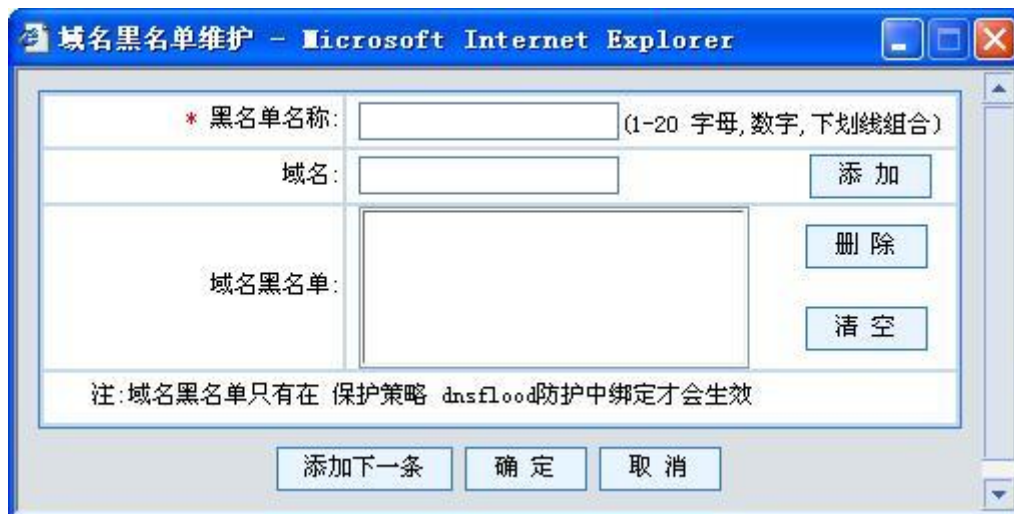 域名黑名单维护 - Microsoft Internet Explorer
* 黑名单名称: (1-20 字母,数字,下划线组合)
域名: 添 加
删 除
域名黑名单:
清 空
注:域名黑名单只有在 保护策略 dnsflood防护中绑定才会生效
添加下一条 确 定 取 消